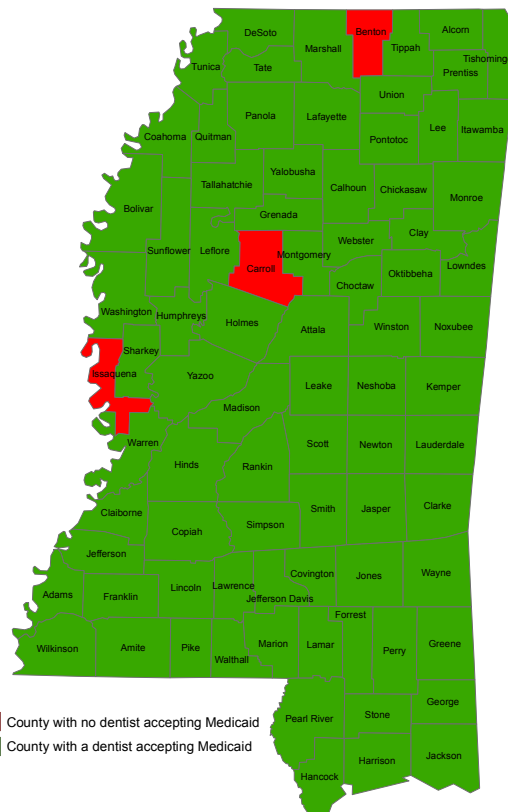 DeSoto
Benton
Alcorn
Marshall
Tippah
Tishoming
Tunica
Tate
Prentiss
Union
Panola
Lafayette
Lee
Itawamba
Coahoma
Quitman
Pontotoc
Yalobusha
Tallahatchie
Calhoun
Chickasaw
Monroe
Bolivar
Grenada
Clay
Webster
Sunflower
Leflore
Montgomery
Carroll
Lowndes
Oktibbeha
Choctaw
Washington
Humphreys
Holmes
Winston
Noxubee
Attala
Sharkey
Issaquena
Yazoo
Leake
Neshoba
Kemper
Madison
Warren
Scott
Newton
Lauderdale
Hinds
Rankin
Claiborne
Smith
Jasper
Clarke
Copiah
Simpson
Jefferson
Covington
Jones
Wayne
Adams
Franklin
Lincoln
Lawrence
Jefferson Davis
Forrest
Wilkinson
Amite
Pike
Walthall
Marion
Lamar
Perry
Greene
George
Pearl River
Stone
County with no dentist accepting Medicaid
County with a dentist accepting Medicaid
Harrison
Jackson
Hancock